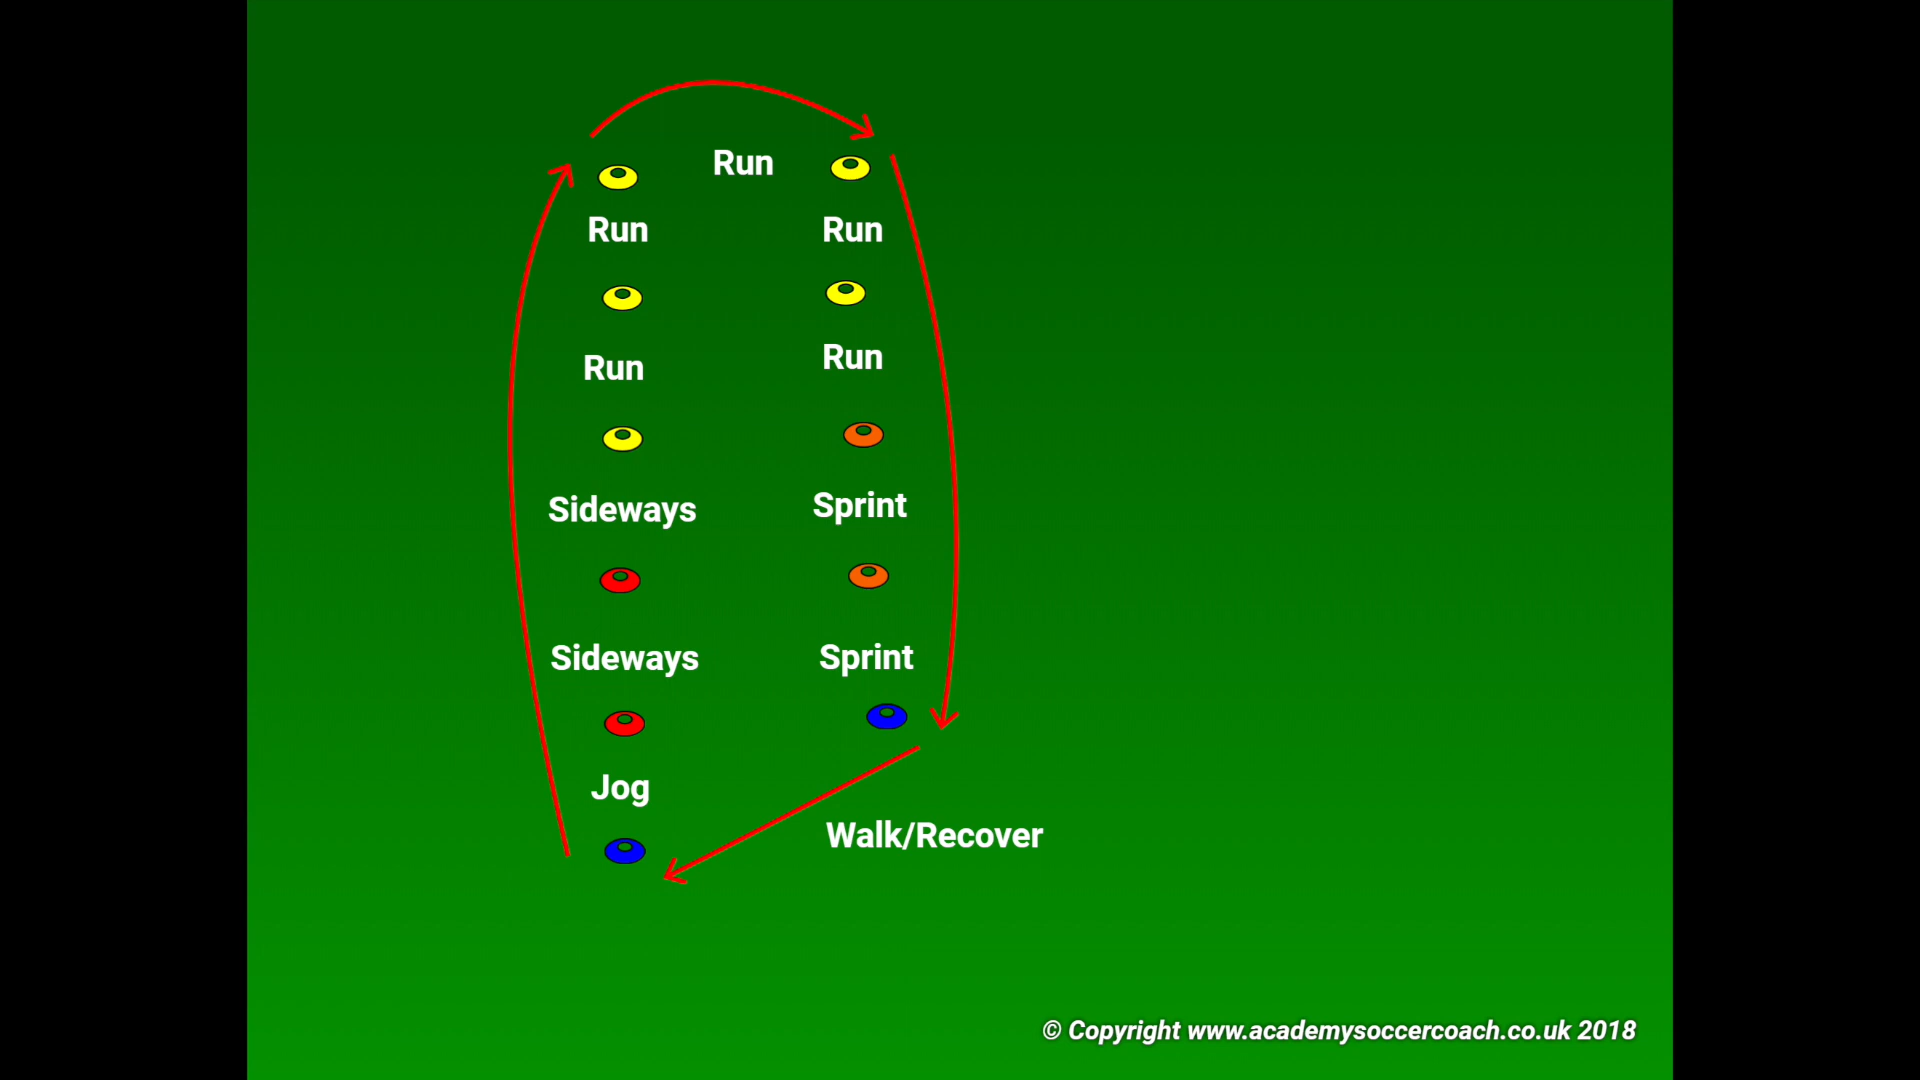 Run
Run
Run
Run
Run
Sideways
Sprint
Sideways
Sprint
Jog
Walk/Recover
© Copyright www.academysoccercoach.co.uk 2018